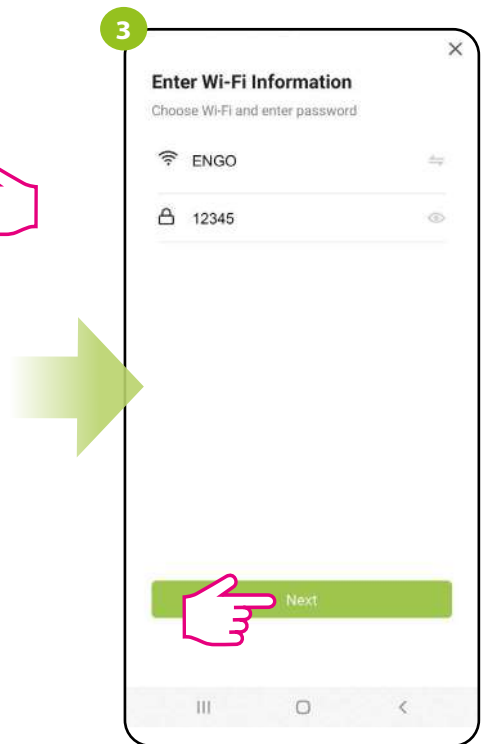 3
Enter Wi-Fi Information
Choose Wi-Fi and enter password
ENGO
12345
Next